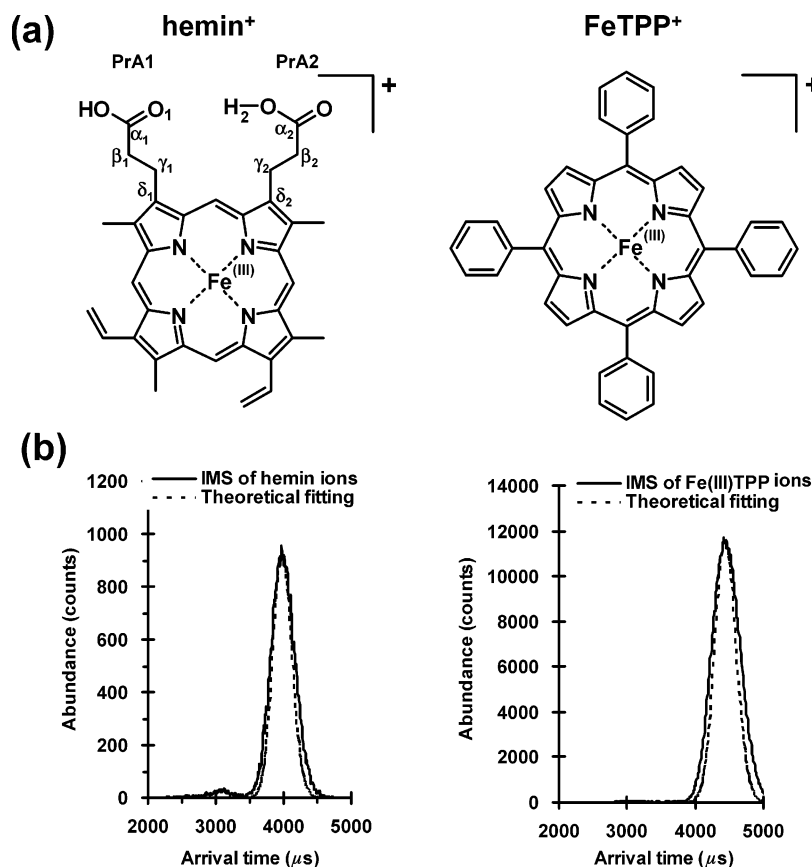 (a)
hemin⁺
FeTPP⁺
PrA1
PrA2
+
+
HO
O₁
H₂
O
O
α₁
α₂
β₁
γ₁
γ₂
β₂
δ₁
δ₂
N
N
Fe
(III)
N
N
N
N
Fe
(III)
N
N
(b)
IMS of hemin ions
Theoretical fitting
Abundance (counts)
1200
1000
800
600
400
200
0
2000 3000 4000 5000
Arrival time (μs)
IMS of Fe(III)TPP ions
Theoretical fitting
Abundance (counts)
14000
12000
10000
8000
6000
4000
2000
0
2000 3000 4000 5000
Arrival time (μs)